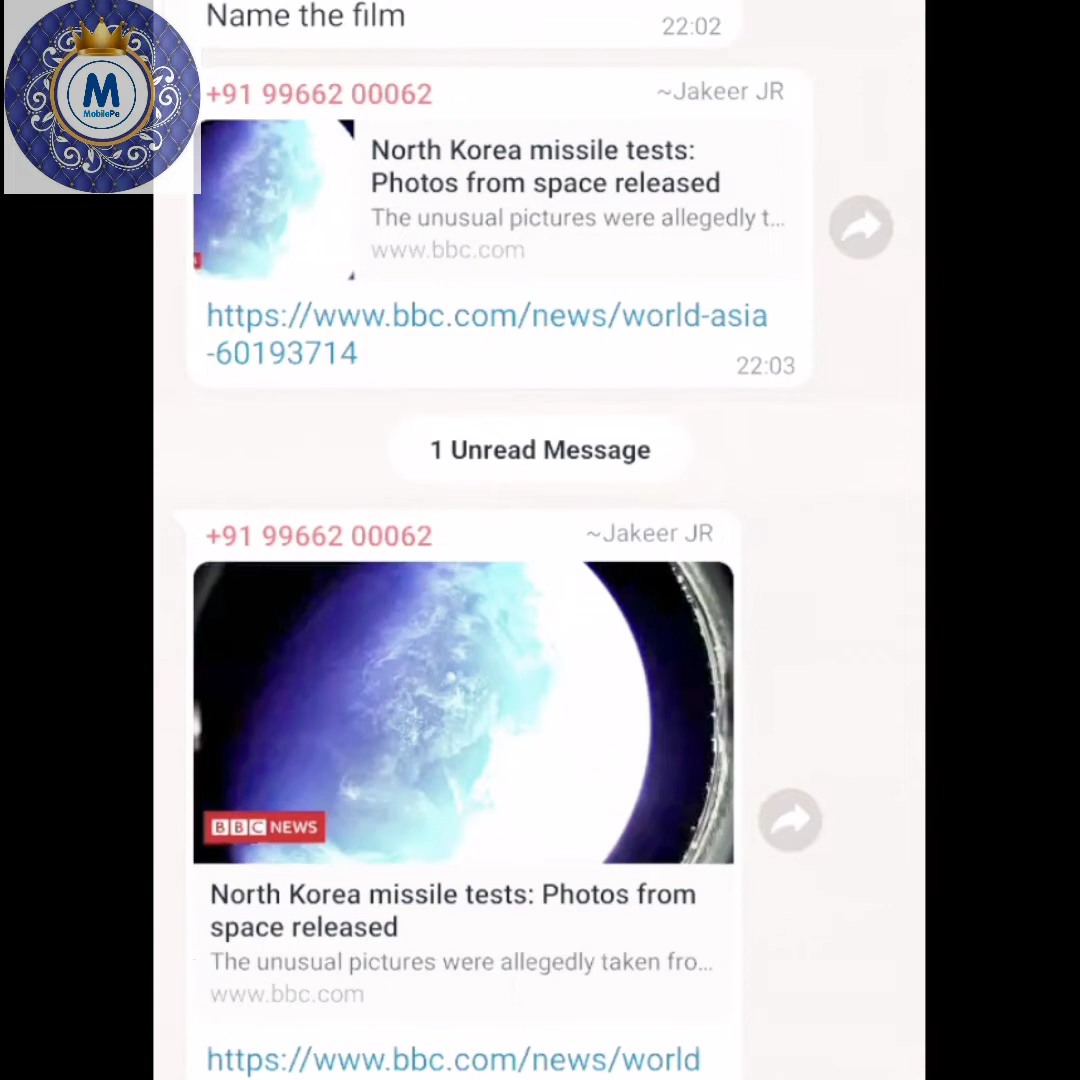 Name the film
22:02
M
MobilePe
+91 99662 00062
~Jakeer JR
North Korea missile tests:
Photos from space released
The unusual pictures were allegedly t...
www.bbc.com
https://www.bbc.com/news/world-asia
-60193714
22:03
1 Unread Message
+91 99662 00062
~Jakeer JR
BBC NEWS
North Korea missile tests: Photos from
space released
The unusual pictures were allegedly taken fro...
www.bbc.com
https://www.bbc.com/news/world